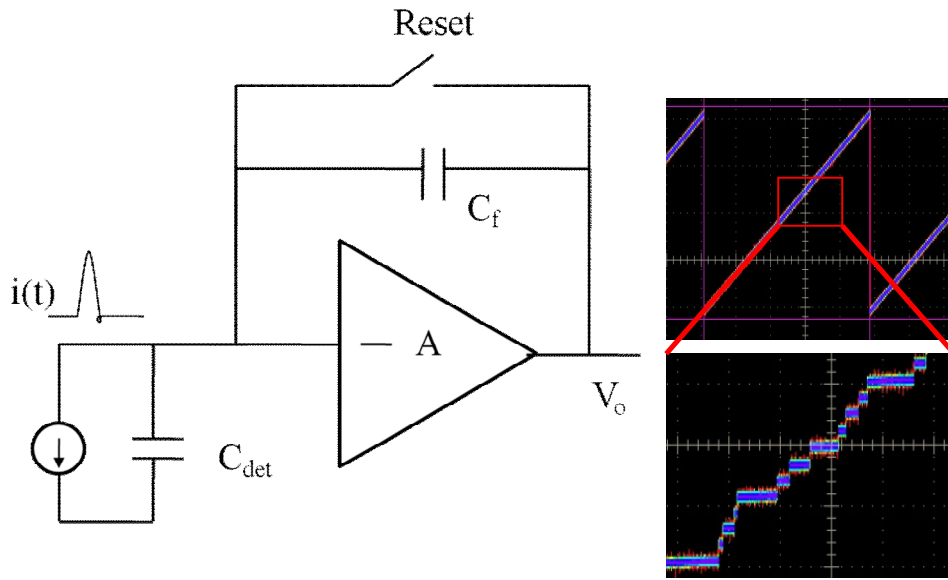 Reset
C_f
i(t)
− A
V_o
C_det